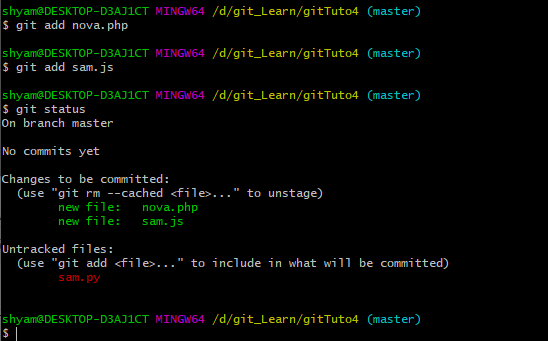 shyam@DESKTOP-D3AJ1CT MINGW64 /d/git_Learn/gitTuto4 (master)
$ git add nova.php
shyam@DESKTOP-D3AJ1CT MINGW64 /d/git_Learn/gitTuto4 (master)
$ git add sam.js
shyam@DESKTOP-D3AJ1CT MINGW64 /d/git_Learn/gitTuto4 (master)
$ git status
On branch master
No commits yet
Changes to be committed:
(use "git rm --cached <file>..." to unstage)
new file: nova.php
new file: sam.js
Untracked files:
(use "git add <file>..." to include in what will be committed)
sam.py
shyam@DESKTOP-D3AJ1CT MINGW64 /d/git_Learn/gitTuto4 (master)
$